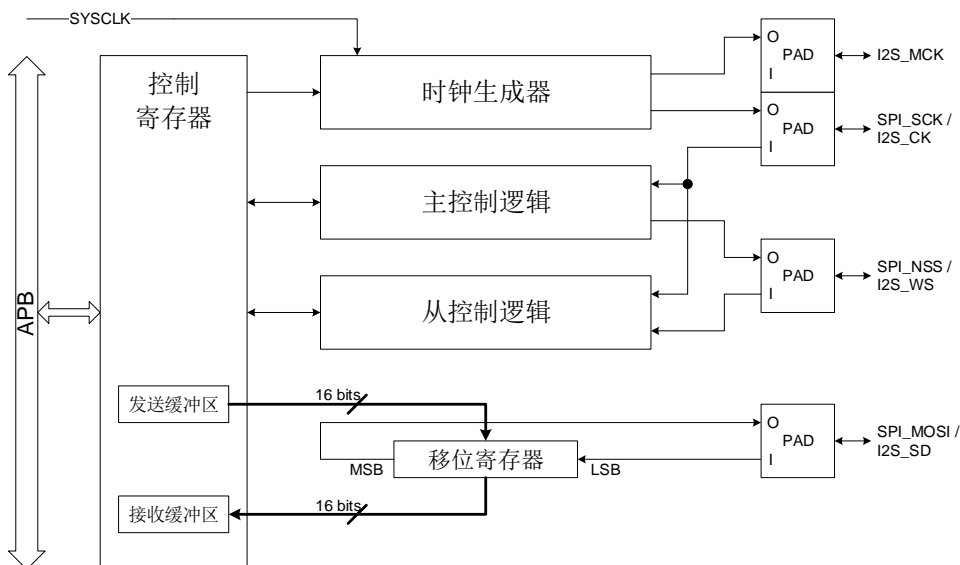 SYSCLK
APB
控制
寄存器
时钟生成器
主控制逻辑
从控制逻辑
发送缓冲区
接收缓冲区
16 bits
16 bits
移位寄存器
MSB
LSB
O
PAD
I
I2S_MCK
O
PAD
I
SPI_SCK /
I2S_CK
O
PAD
I
SPI_NSS /
I2S_WS
O
PAD
I
SPI_MOSI /
I2S_SD